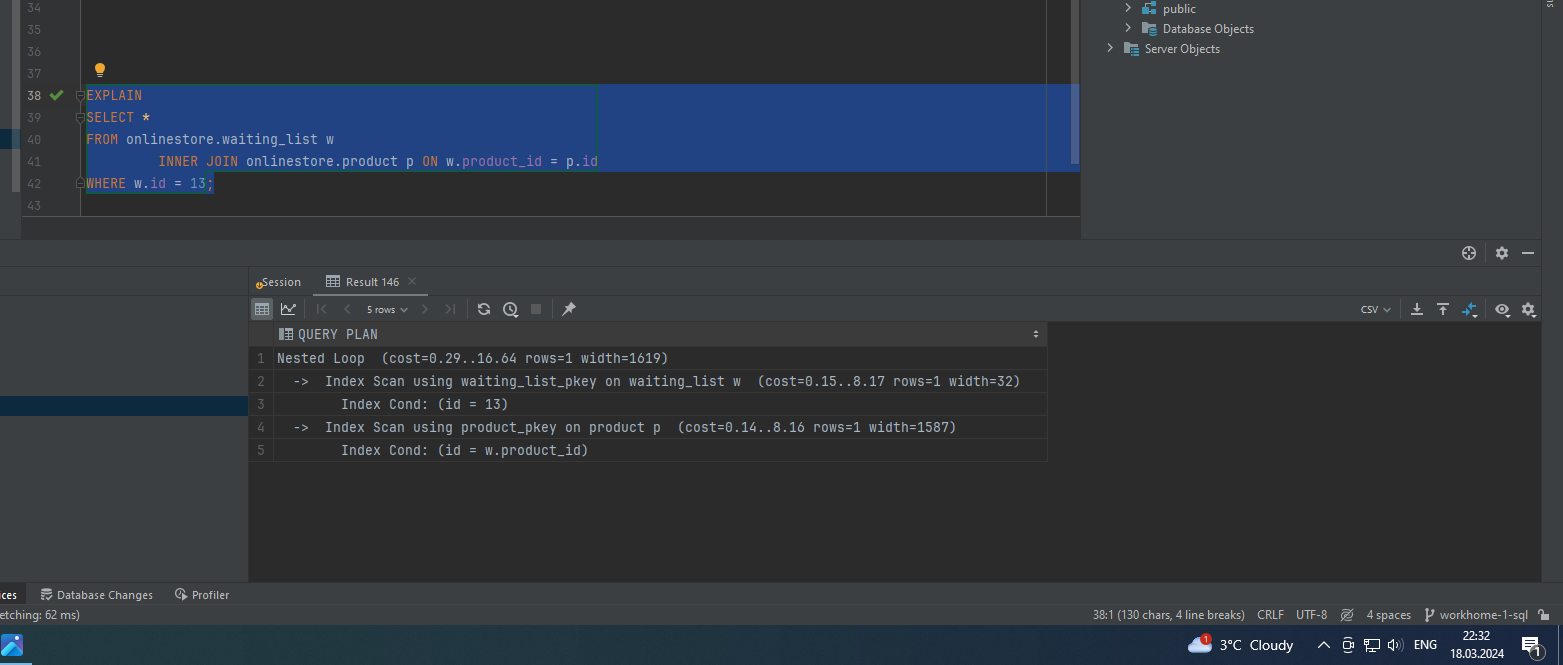 34
public
35
Database Objects
36
Server Objects
37
38 EXPLAIN
39 SELECT *
40 FROM onlinestore.waiting_list w
41 INNER JOIN onlinestore.product p ON w.product_id = p.id
42 WHERE w.id = 13;
43
Session Result 146
5 rows CSV
QUERY PLAN
1 Nested Loop (cost=0.29..16.64 rows=1 width=1619)
2 -> Index Scan using waiting_list_pkey on waiting_list w (cost=0.15..8.17 rows=1 width=32)
3 Index Cond: (id = 13)
4 -> Index Scan using product_pkey on product p (cost=0.14..8.16 rows=1 width=1587)
5 Index Cond: (id = w.product_id)
ces Database Changes Profiler
etching: 62 ms) 38:1 (130 chars, 4 line breaks) CRLF UTF-8 4 spaces workhome-1-sql
1 3°C Cloudy ENG 22:32
18.03.2024 1